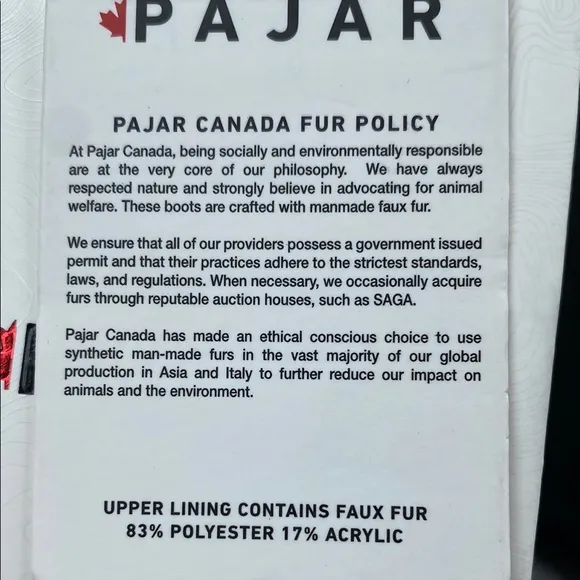 PAJAR
PAJAR CANADA FUR POLICY
At Pajar Canada, being socially and environmentally responsible
are at the very core of our philosophy. We have always
respected nature and strongly believe in advocating for animal
welfare. These boots are crafted with manmade faux fur.
We ensure that all of our providers possess a government issued
permit and that their practices adhere to the strictest standards,
laws, and regulations. When necessary, we occasionally acquire
furs through reputable auction houses, such as SAGA.
Pajar Canada has made an ethical conscious choice to use
synthetic man-made furs in the vast majority of our global
production in Asia and Italy to further reduce our impact on
animals and the environment.
UPPER LINING CONTAINS FAUX FUR
83% POLYESTER 17% ACRYLIC